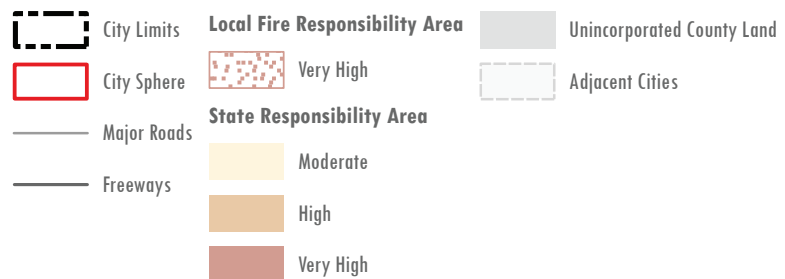 City Limits
City Sphere
Major Roads
Freeways
Local Fire Responsibility Area
Very High
State Responsibility Area
Moderate
High
Very High
Unincorporated County Land
Adjacent Cities